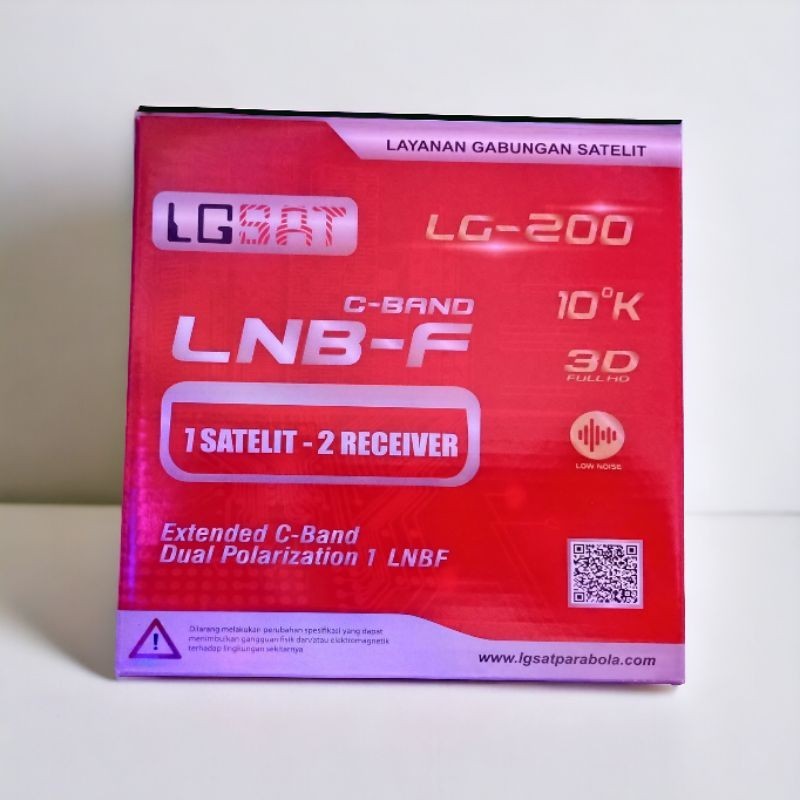 LAYANAN GABUNGAN SATELIT
LGSAT
LG-200
C-BAND
LNB-F
10°K
3D
FULL HD
1 SATELIT - 2 RECEIVER
LOW NOISE
Extended C-Band
Dual Polarization 1 LNBF
Dilarang melakukan perubahan spesifikasi yang dapat
menimbulkan gangguan fisik dan/atau elektromagnetik
terhadap lingkungan sekitarnya
www.lgsatparabola.com